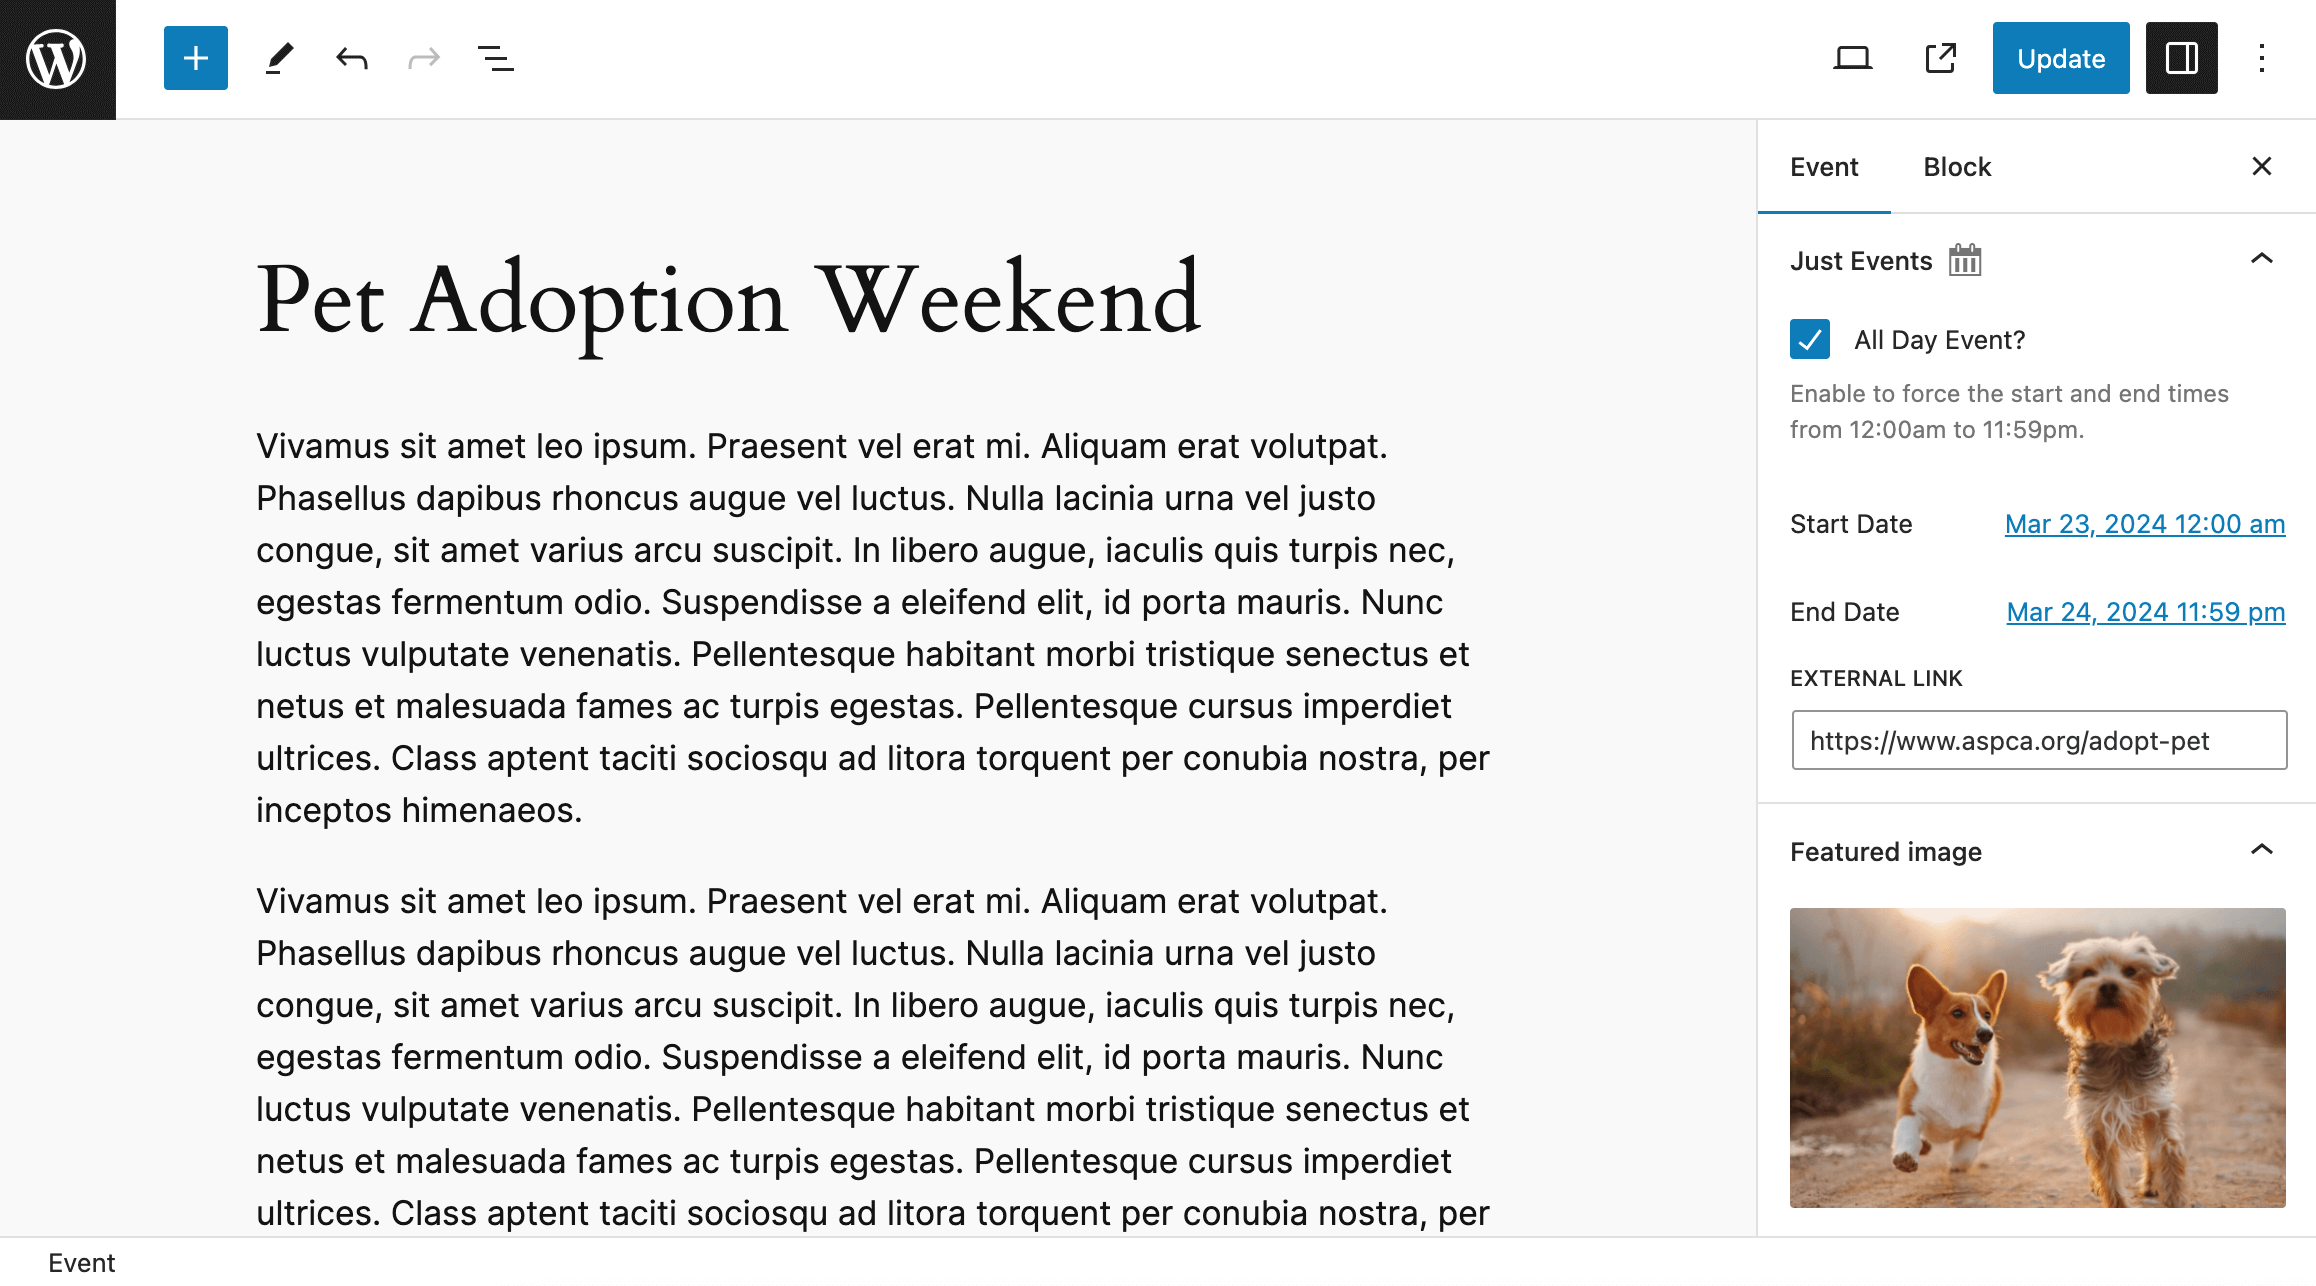 Update
Event Block
Just Events
All Day Event?
Enable to force the start and end times
from 12:00am to 11:59pm.
Start Date Mar 23, 2024 12:00 am
End Date Mar 24, 2024 11:59 pm
EXTERNAL LINK
https://www.aspca.org/adopt-pet
Featured image
Pet Adoption Weekend
Vivamus sit amet leo ipsum. Praesent vel erat mi. Aliquam erat volutpat.
Phasellus dapibus rhoncus augue vel luctus. Nulla lacinia urna vel justo
congue, sit amet varius arcu suscipit. In libero augue, iaculis quis turpis nec,
egestas fermentum odio. Suspendisse a eleifend elit, id porta mauris. Nunc
luctus vulputate venenatis. Pellentesque habitant morbi tristique senectus et
netus et malesuada fames ac turpis egestas. Pellentesque cursus imperdiet
ultrices. Class aptent taciti sociosqu ad litora torquent per conubia nostra, per
inceptos himenaeos.
Vivamus sit amet leo ipsum. Praesent vel erat mi. Aliquam erat volutpat.
Phasellus dapibus rhoncus augue vel luctus. Nulla lacinia urna vel justo
congue, sit amet varius arcu suscipit. In libero augue, iaculis quis turpis nec,
egestas fermentum odio. Suspendisse a eleifend elit, id porta mauris. Nunc
luctus vulputate venenatis. Pellentesque habitant morbi tristique senectus et
netus et malesuada fames ac turpis egestas. Pellentesque cursus imperdiet
ultrices. Class aptent taciti sociosqu ad litora torquent per conubia nostra, per
Event